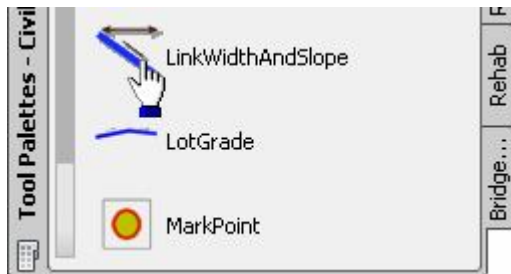 Tool Palettes - Civi
LinkWidthAndSlope
LotGrade
MarkPoint
Rehab
Bridge...